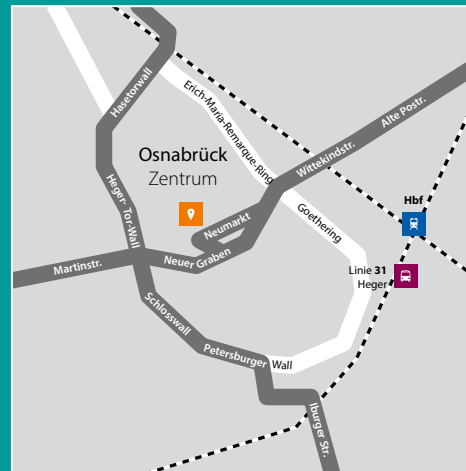 Hasetorwall
Erich-Maria-Remarque-Ring
Alte Poststr.
Wittekindstr.
Osnabrück
Zentrum
Heger- Tor-Wall
Neumarkt
Goethering
Hbf
Martinstr.
Neuer Graben
Linie 31
Heger
Schlosswall
Petersburger Wall
Iburger Str.